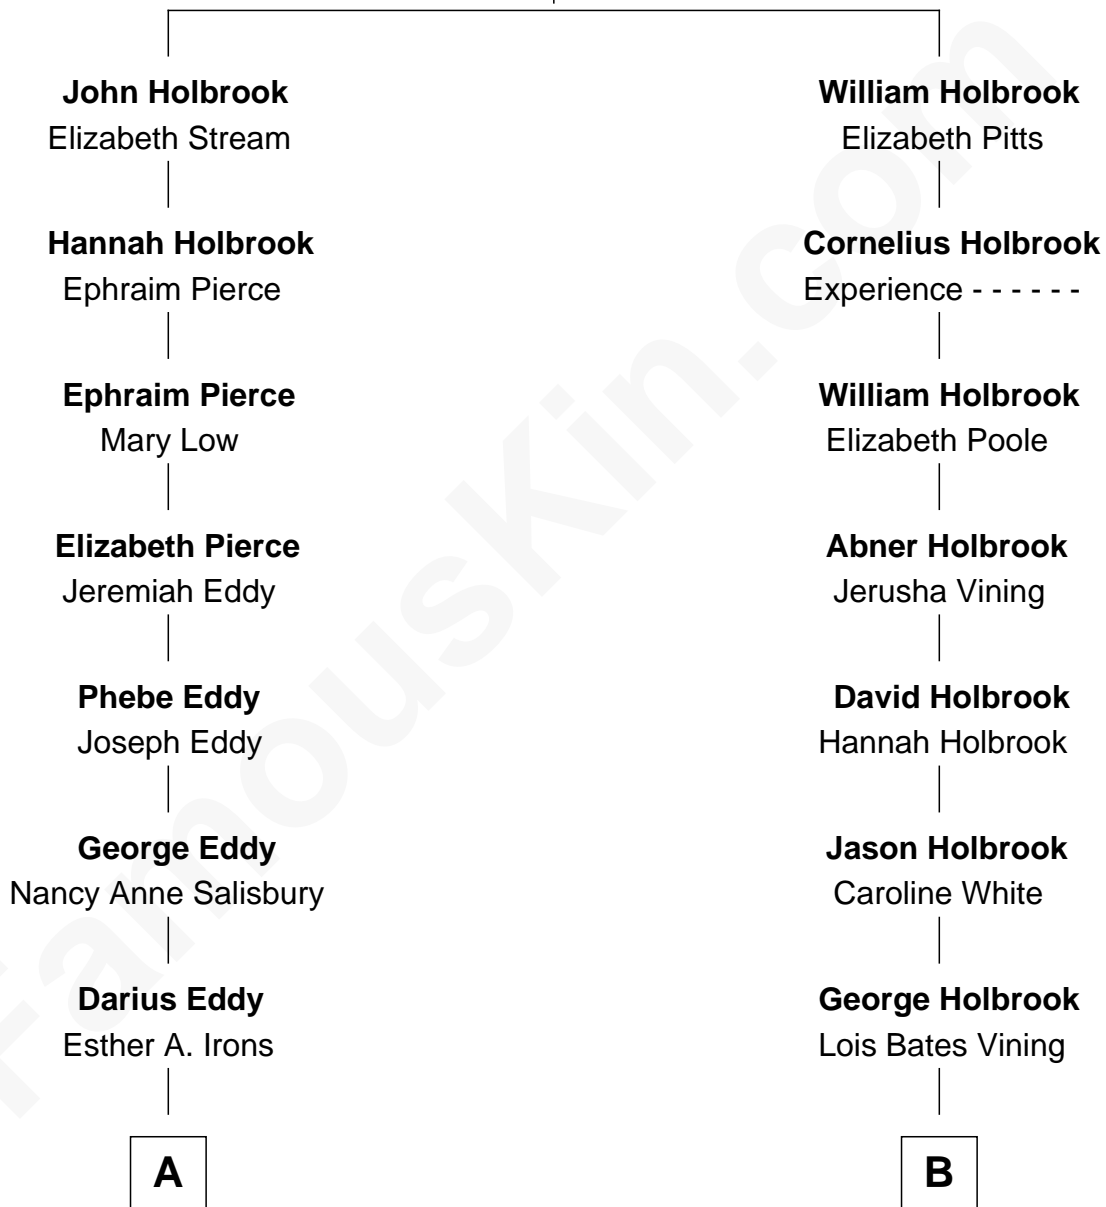 John Holbrook
Elizabeth Stream
Hannah Holbrook
Ephraim Pierce
Ephraim Pierce
Mary Low
Elizabeth Pierce
Jeremiah Eddy
Phebe Eddy
Joseph Eddy
George Eddy
Nancy Anne Salisbury
Darius Eddy
Esther A. Irons
A
William Holbrook
Elizabeth Pitts
Cornelius Holbrook
Experience - - - - - -
William Holbrook
Elizabeth Poole
Abner Holbrook
Jerusha Vining
David Holbrook
Hannah Holbrook
Jason Holbrook
Caroline White
George Holbrook
Lois Bates Vining
B
FamousKin.com